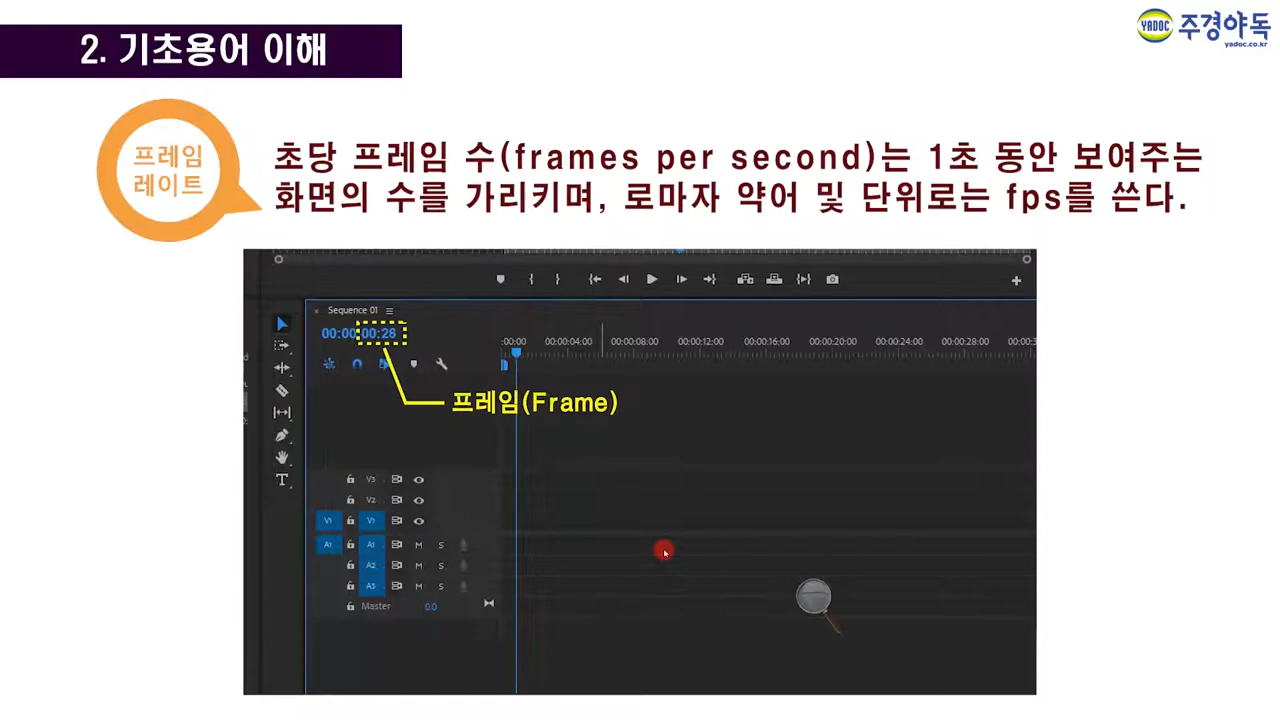 2. 기초용어 이해
YADOC 주경야독
yadoc.co.kr
프레임
레이트
초당 프레임 수(frames per second)는 1초 동안 보여주는
화면의 수를 가리키며, 로마자 약어 및 단위로는 fps를 쓴다.
× Sequence 01
00:00 00:28
:00:00 00:00:04:00 00:00:08:00 00:00:12:00 00:00:16:00 00:00:20:00 00:00:24:00 00:00:28:00
프레임(Frame)
V3
V2
V1 V1
A1 A1 M S
A2 M S
A3 M S
Master 0.0